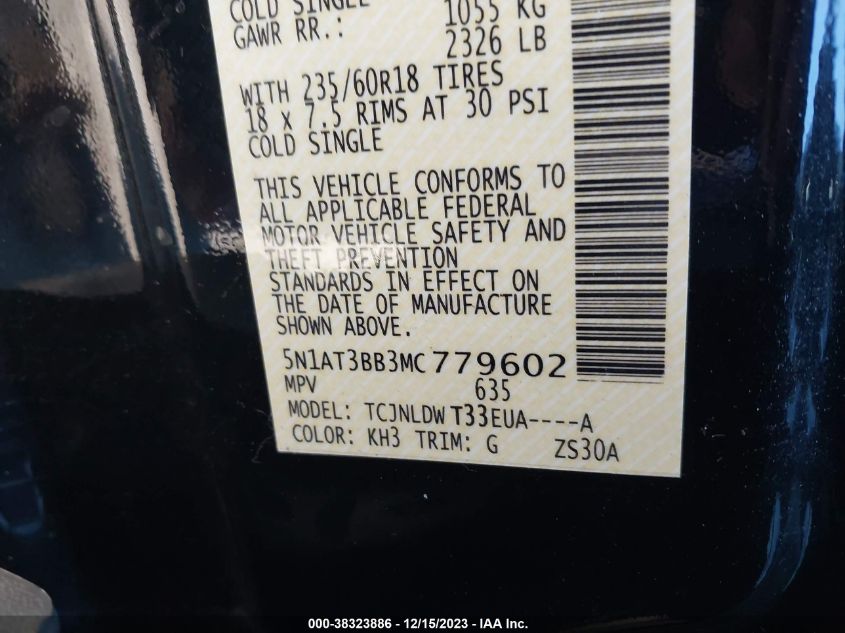 COLD SINGLE 1055 KG
GAWR RR.: 2326 LB
WITH 235/60R18 TIRES
18 X 7.5 RIMS AT 30 PSI
COLD SINGLE
THIS VEHICLE CONFORMS TO
ALL APPLICABLE FEDERAL
MOTOR VEHICLE SAFETY AND
THEFT PREVENTION
STANDARDS IN EFFECT ON
THE DATE OF MANUFACTURE
SHOWN ABOVE.
5N1AT3BB3MC779602
MPV 635
MODEL: TCJNLDW T33EUA----A
COLOR: KH3 TRIM: G ZS30A
000-38323886 - 12/15/2023 - IAA Inc.